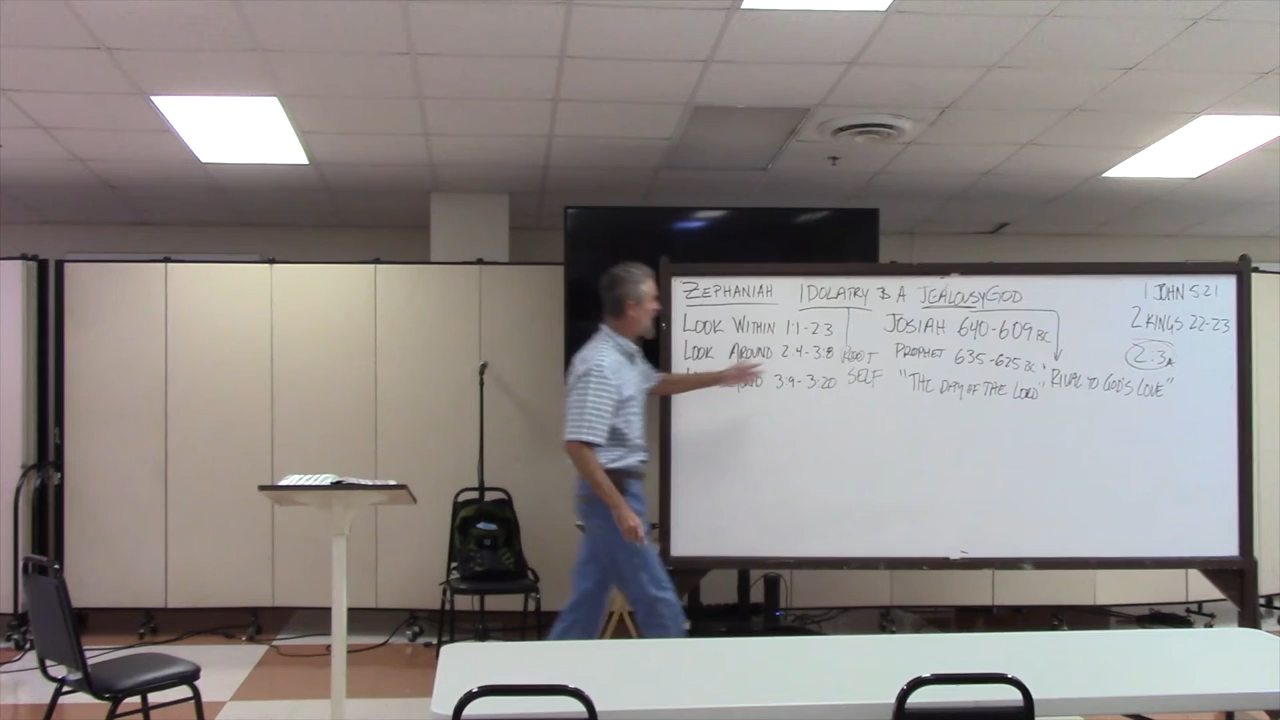 ZEPHANIAH IDOLATRY & A JEALOUSY GOD 1 JOHN 5:21
LOOK WITHIN 1:1-2:3 JOSIAH 640-609 BC 2 KINGS 22-23
LOOK AROUND 2:4-3:8 ROOT PROPHET 635-625 BC 2:3A
3:9-3:20 SELF "THE DAY OF THE LORD" RIVAL TO GOD'S LOVE"